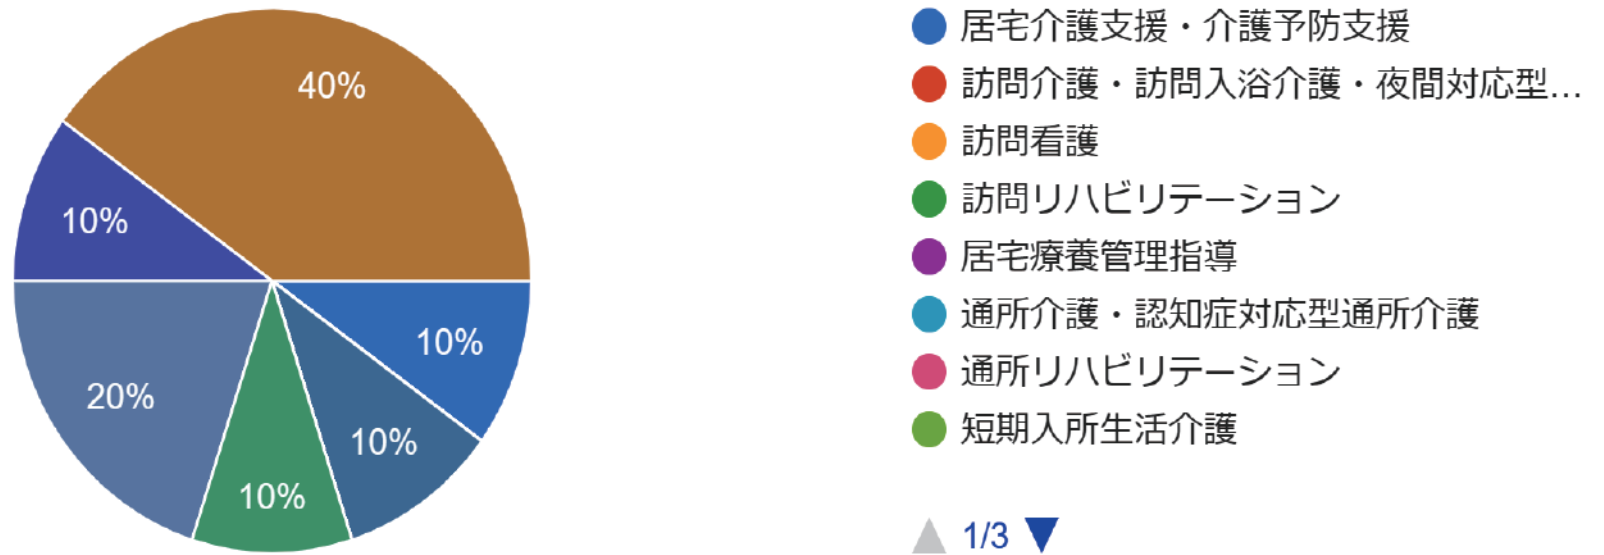 40%
10%
10%
20%
10%
10%
居宅介護支援・介護予防支援
訪問介護・訪問入浴介護・夜間対応型...
訪問看護
訪問リハビリテーション
居宅療養管理指導
通所介護・認知症対応型通所介護
通所リハビリテーション
短期入所生活介護
1/3